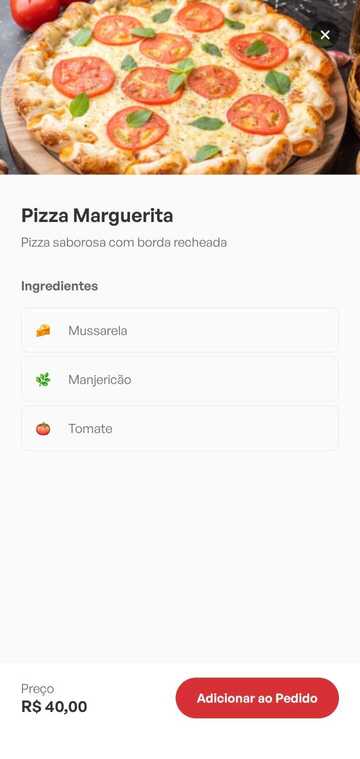 Pizza Marguerita
Pizza saborosa com borda recheada
Ingredientes
Mussarela
Manjericão
Tomate
Preço
R$ 40,00
Adicionar ao Pedido